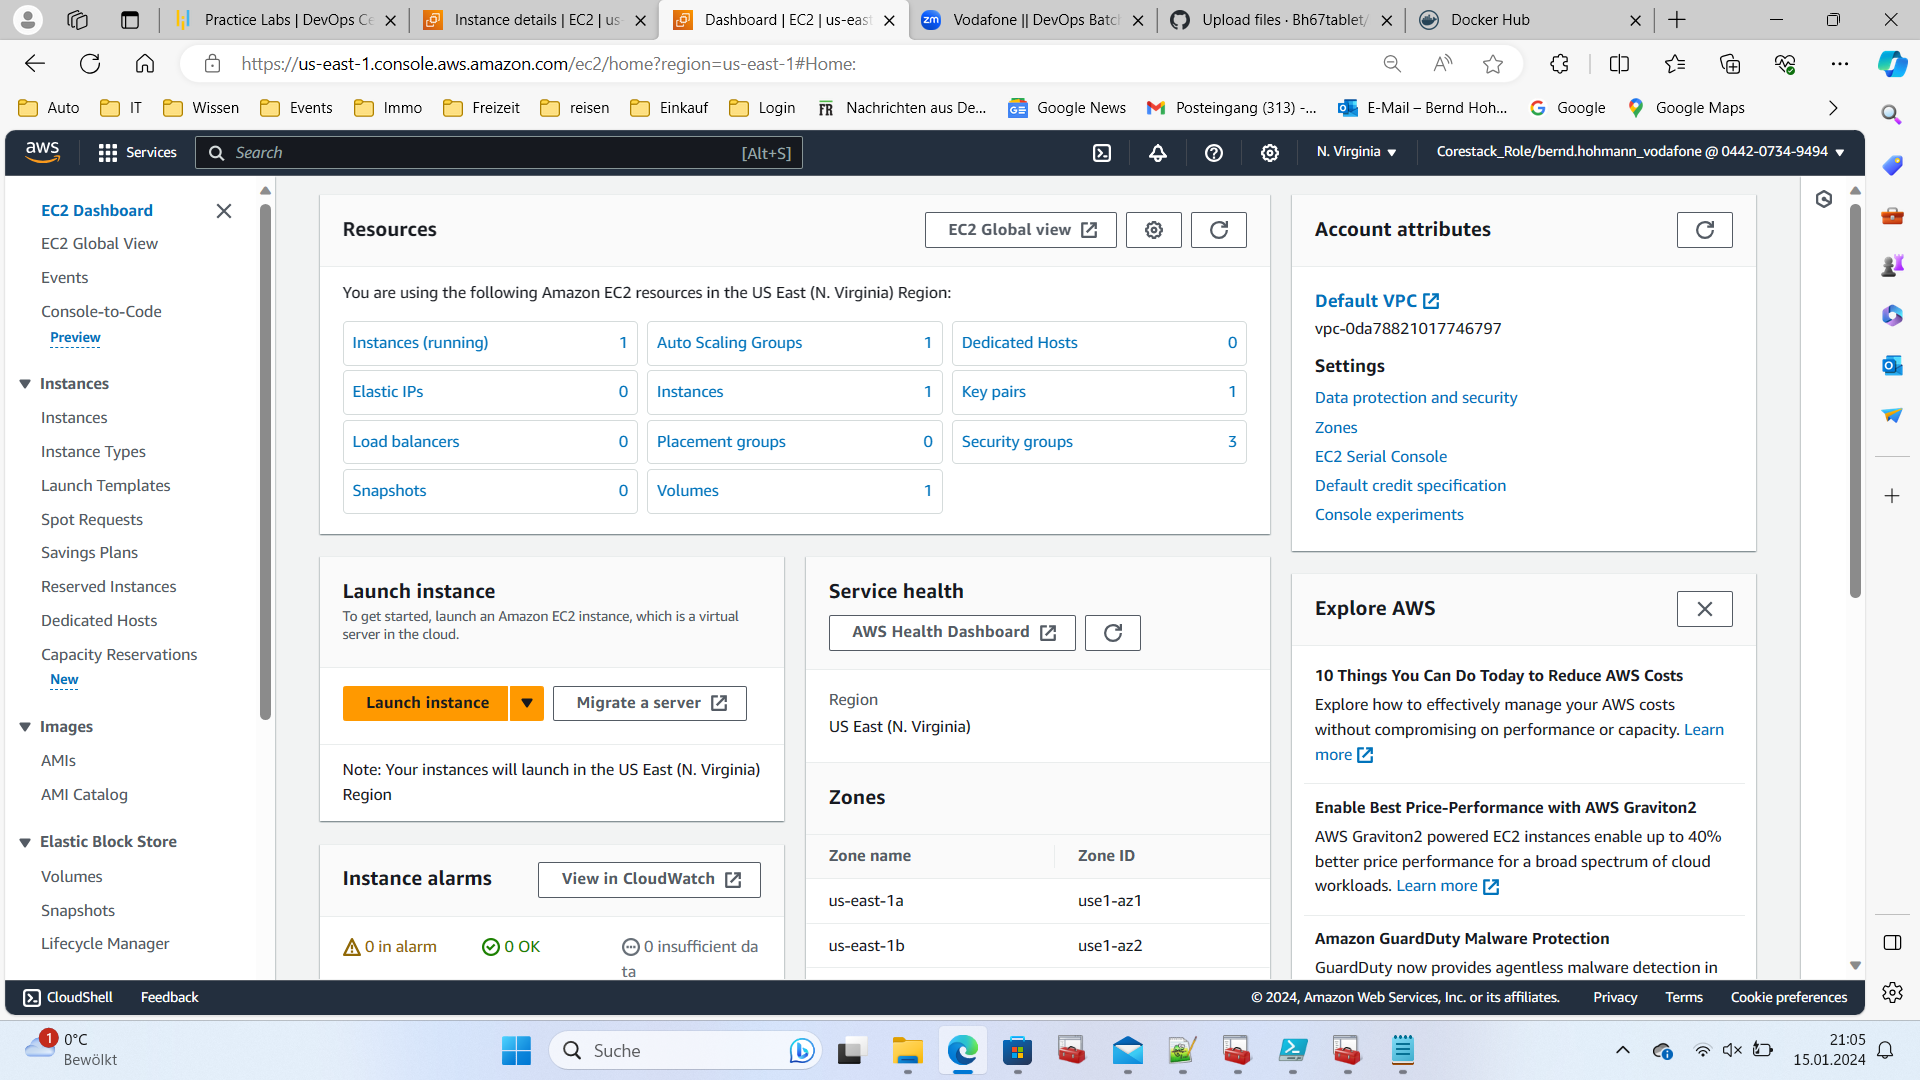 Practice Labs | DevOps Ce
Instance details | EC2 | us-
Dashboard | EC2 | us-east
zm Vodafone || DevOps Batch
Upload files · Bh67tablet/
Docker Hub
https://us-east-1.console.aws.amazon.com/ec2/home?region=us-east-1#Home:
Auto
IT
Wissen
Events
Immo
Freizeit
reisen
Einkauf
Login
FR Nachrichten aus De...
Google News
Posteingang (313) -...
E-Mail – Bernd Hoh...
Google
Google Maps
aws
Services
Search [Alt+S]
N. Virginia
Corestack_Role/bernd.hohmann_vodafone @ 0442-0734-9494
EC2 Dashboard
EC2 Global View
Events
Console-to-Code
Preview
Instances
Instances
Instance Types
Launch Templates
Spot Requests
Savings Plans
Reserved Instances
Dedicated Hosts
Capacity Reservations
New
Images
AMIs
AMI Catalog
Elastic Block Store
Volumes
Snapshots
Lifecycle Manager
Resources
EC2 Global view
You are using the following Amazon EC2 resources in the US East (N. Virginia) Region:
Instances (running) 1
Auto Scaling Groups 1
Dedicated Hosts 0
Elastic IPs 0
Instances 1
Key pairs 1
Load balancers 0
Placement groups 0
Security groups 3
Snapshots 0
Volumes 1
Launch instance
To get started, launch an Amazon EC2 instance, which is a virtual
server in the cloud.
Launch instance
Migrate a server
Note: Your instances will launch in the US East (N. Virginia)
Region
Instance alarms
View in CloudWatch
0 in alarm
0 OK
0 insufficient da
ta
Service health
AWS Health Dashboard
Region
US East (N. Virginia)
Zones
Zone name Zone ID
us-east-1a use1-az1
us-east-1b use1-az2
Account attributes
Default VPC
vpc-0da78821017746797
Settings
Data protection and security
Zones
EC2 Serial Console
Default credit specification
Console experiments
Explore AWS
10 Things You Can Do Today to Reduce AWS Costs
Explore how to effectively manage your AWS costs
without compromising on performance or capacity. Learn
more
Enable Best Price-Performance with AWS Graviton2
AWS Graviton2 powered EC2 instances enable up to 40%
better price performance for a broad spectrum of cloud
workloads. Learn more
Amazon GuardDuty Malware Protection
GuardDuty now provides agentless malware detection in
CloudShell
Feedback
© 2024, Amazon Web Services, Inc. or its affiliates.
Privacy
Terms
Cookie preferences
1
0°C
Bewölkt
Suche
21:05
15.01.2024